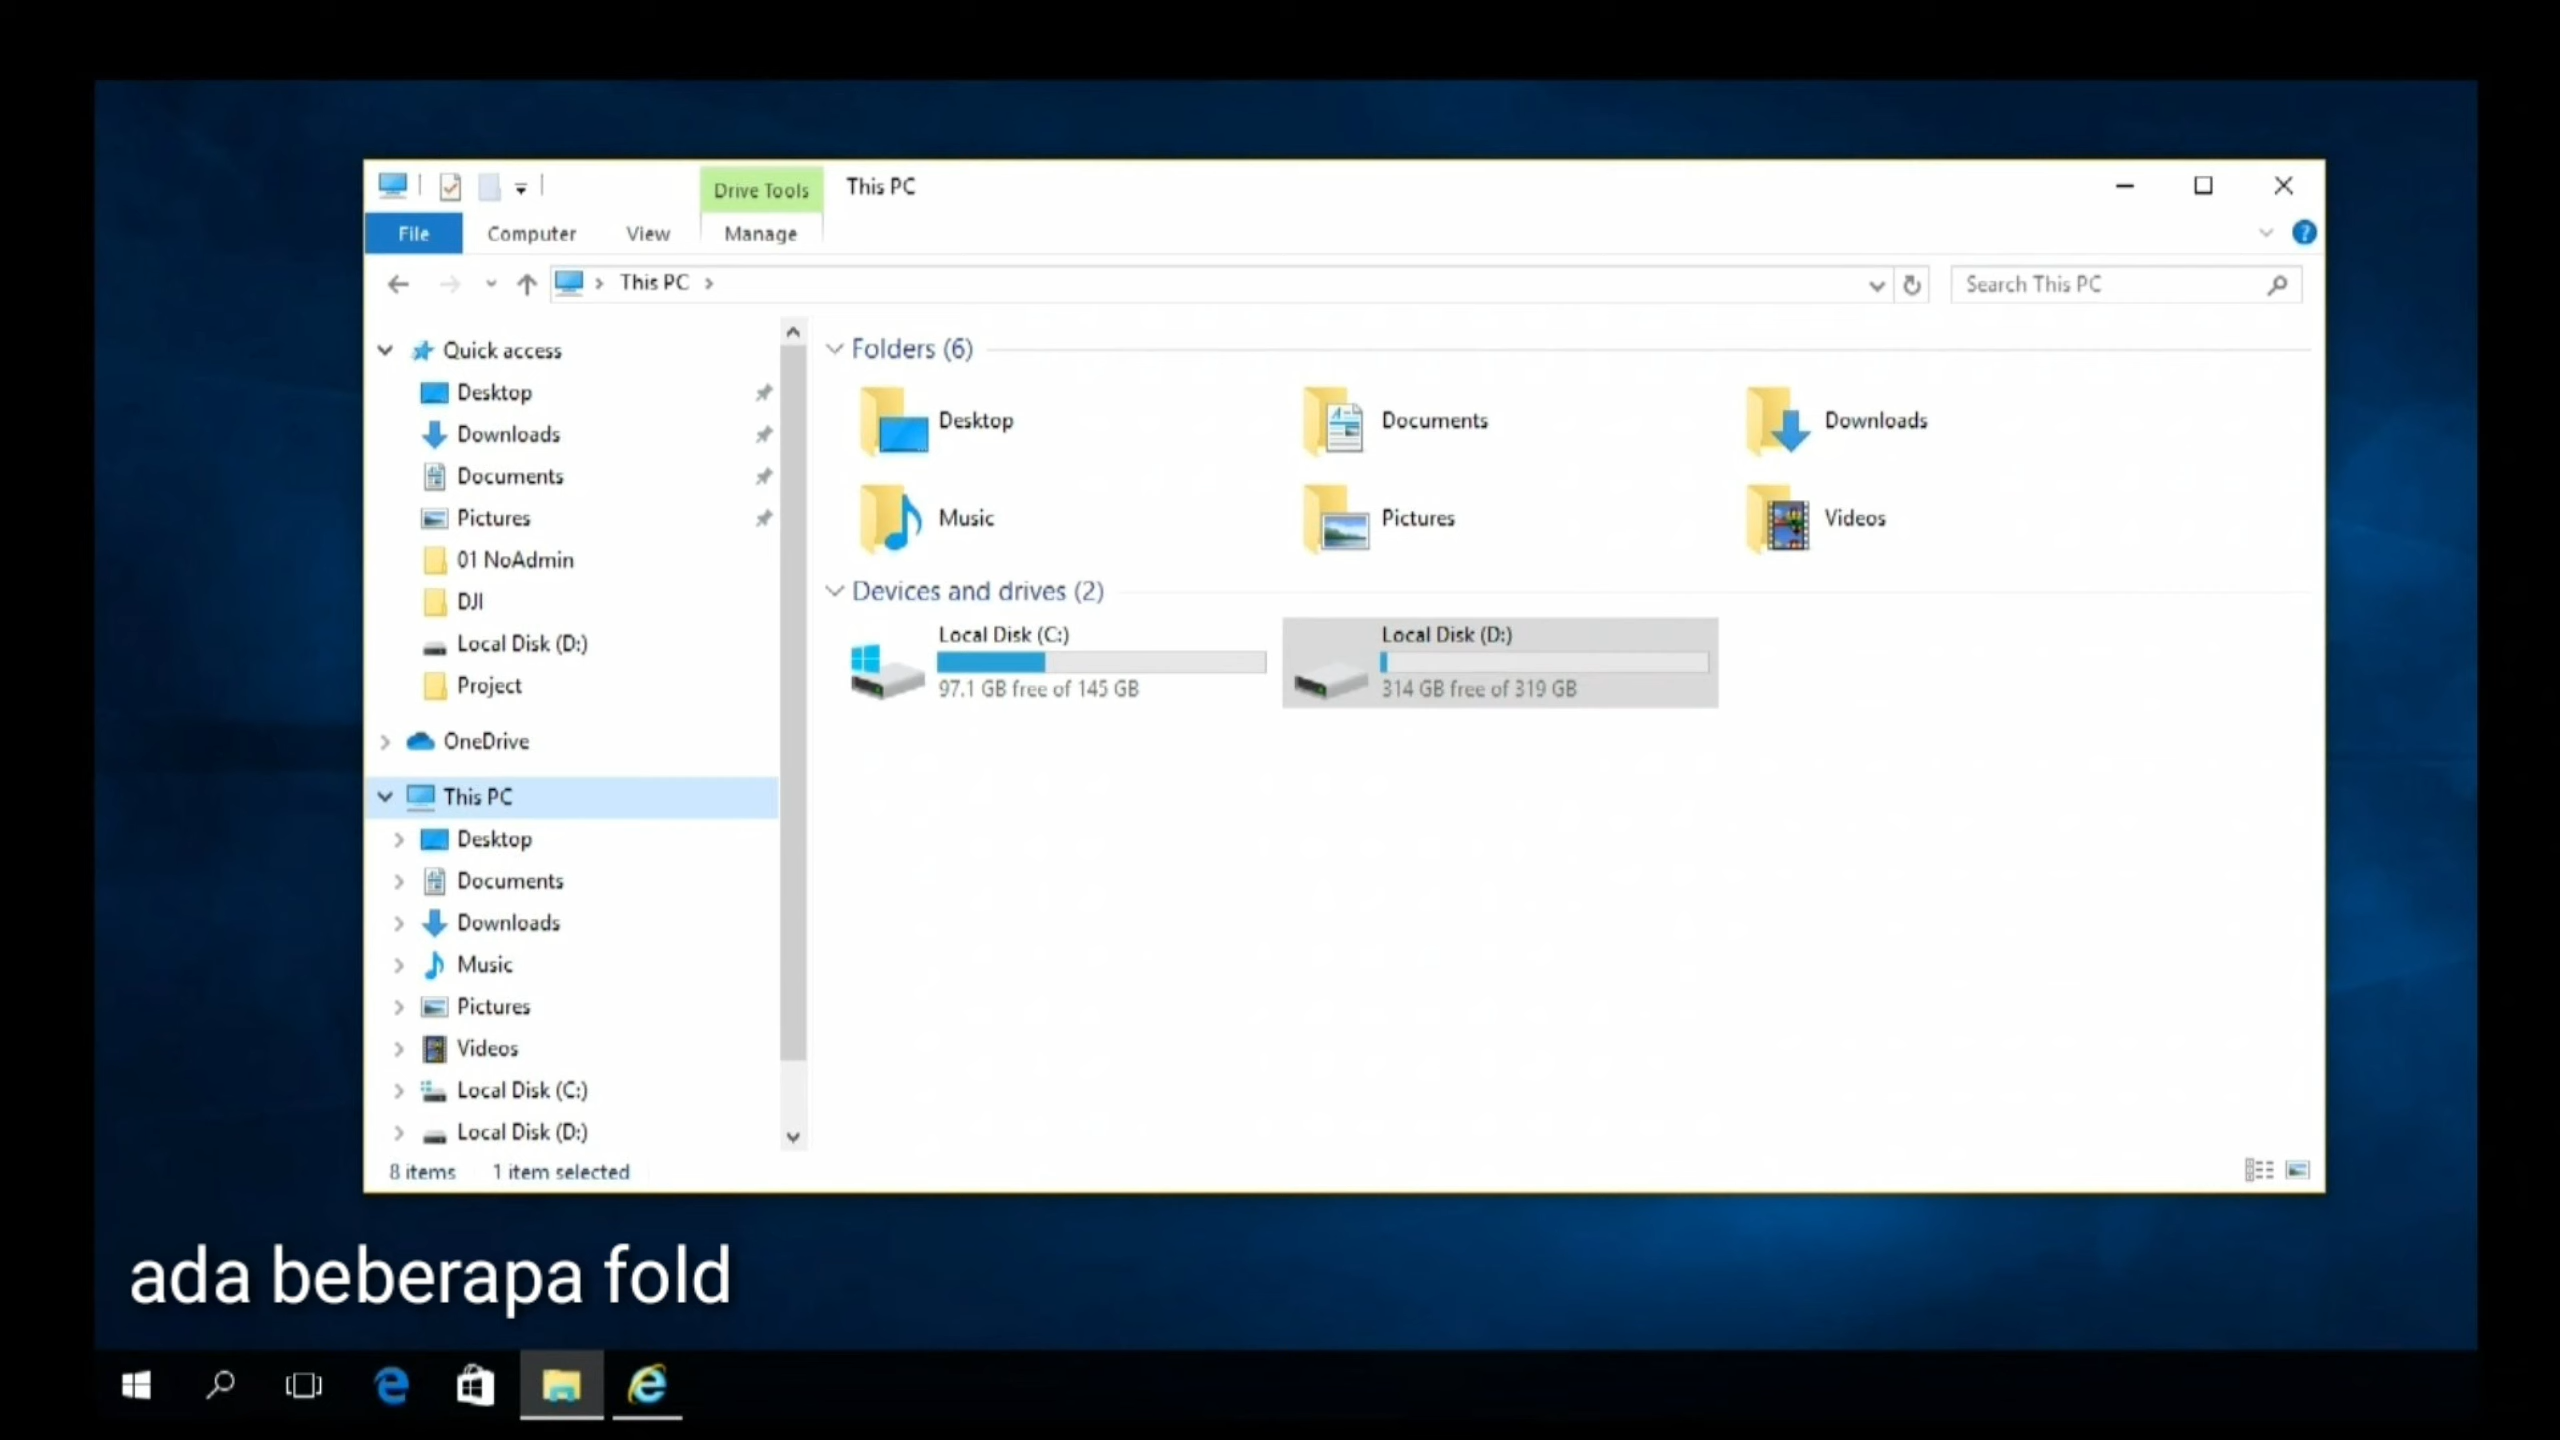 Drive Tools
This PC
File
Computer
View
Manage
This PC
Search This PC
Quick access
Desktop
Downloads
Documents
Pictures
01 NoAdmin
DJI
Local Disk (D:)
Project
OneDrive
This PC
Desktop
Documents
Downloads
Music
Pictures
Videos
Local Disk (C:)
Local Disk (D:)
Folders (6)
Desktop
Documents
Downloads
Music
Pictures
Videos
Devices and drives (2)
Local Disk (C:)
97.1 GB free of 145 GB
Local Disk (D:)
314 GB free of 319 GB
8 items
1 item selected
ada beberapa fold